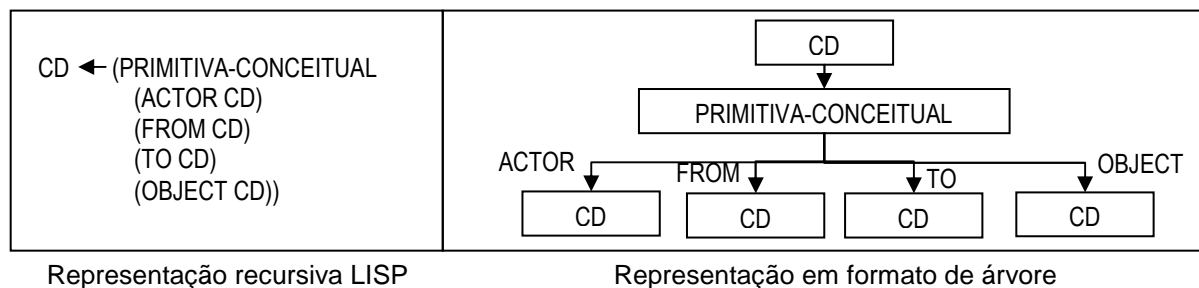 CD ← (PRIMITIVA-CONCEITUAL
(ACTOR CD)
(FROM CD)
(TO CD)
(OBJECT CD))
CD
PRIMITIVA-CONCEITUAL
ACTOR
FROM
TO
OBJECT
CD
CD
CD
CD
Representação recursiva LISP
Representação em formato de árvore